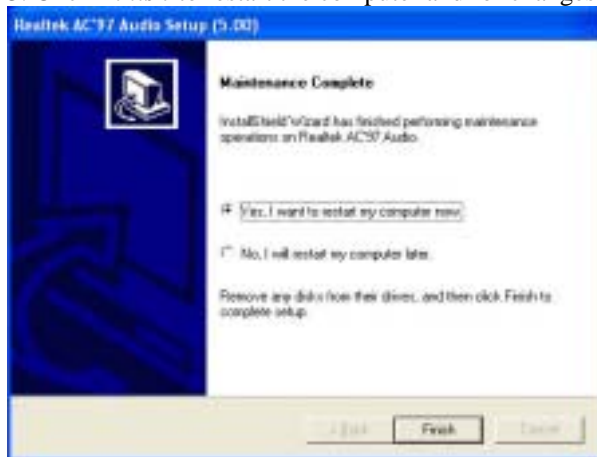 Realtek AC'97 Audio Setup (5.00)
Maintenance Complete
InstallShield Wizard has finished performing maintenance
operations on Realtek AC'97 Audio.
Yes, I want to restart my computer now.
No, I will restart my computer later.
Remove any disks from their drives, and then click Finish to
complete setup.
< Back Finish Cancel